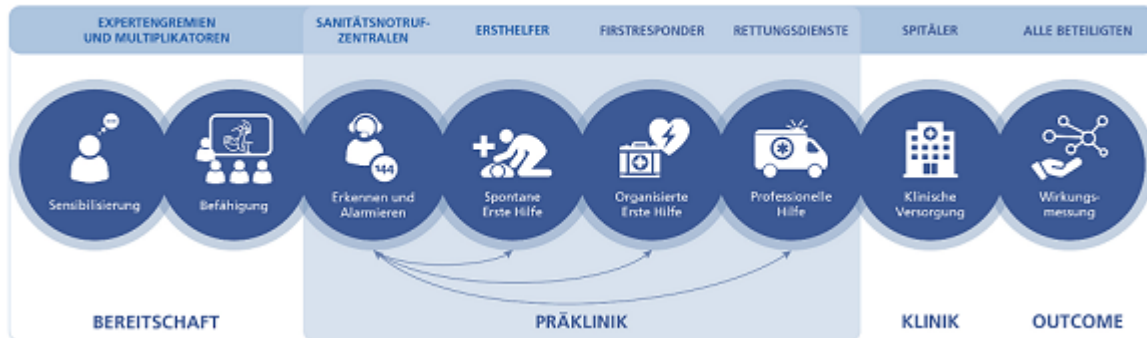 EXPERTENGREMIEN
UND MULTIPLIKATOREN
SANITÄTSNOTRUF-
ZENTRALEN
ERSTHELFER
FIRSTRESPONDER
RETTUNGSDIENSTE
SPITÄLER
ALLE BETEILIGTEN
Sensibilisierung
Befähigung
144
Erkennen und
Alarmieren
Spontane
Erste Hilfe
Organisierte
Erste Hilfe
Professionelle
Hilfe
Klinische
Versorgung
Wirkungs-
messung
BEREITSCHAFT
PRÄKLINIK
KLINIK
OUTCOME